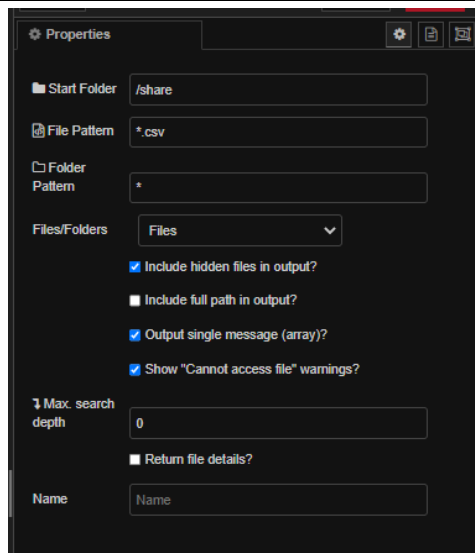 Properties
Start Folder
/share
File Pattern
*.csv
Folder
Pattern
*
Files/Folders
Files
Include hidden files in output?
Include full path in output?
Output single message (array)?
Show "Cannot access file" warnings?
Max. search
depth
0
Return file details?
Name
Name